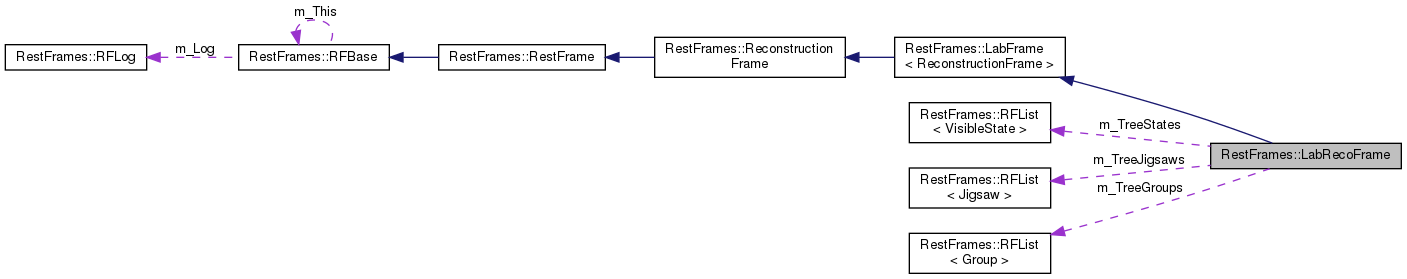 m_This
m_Log
RestFrames::RFLog
RestFrames::RFBase
RestFrames::RestFrame
RestFrames::Reconstruction
Frame
RestFrames::LabFrame
< ReconstructionFrame >
RestFrames::RFList
< VisibleState >
m_TreeStates
RestFrames::LabRecoFrame
m_TreeJigsaws
RestFrames::RFList
< Jigsaw >
m_TreeGroups
RestFrames::RFList
< Group >